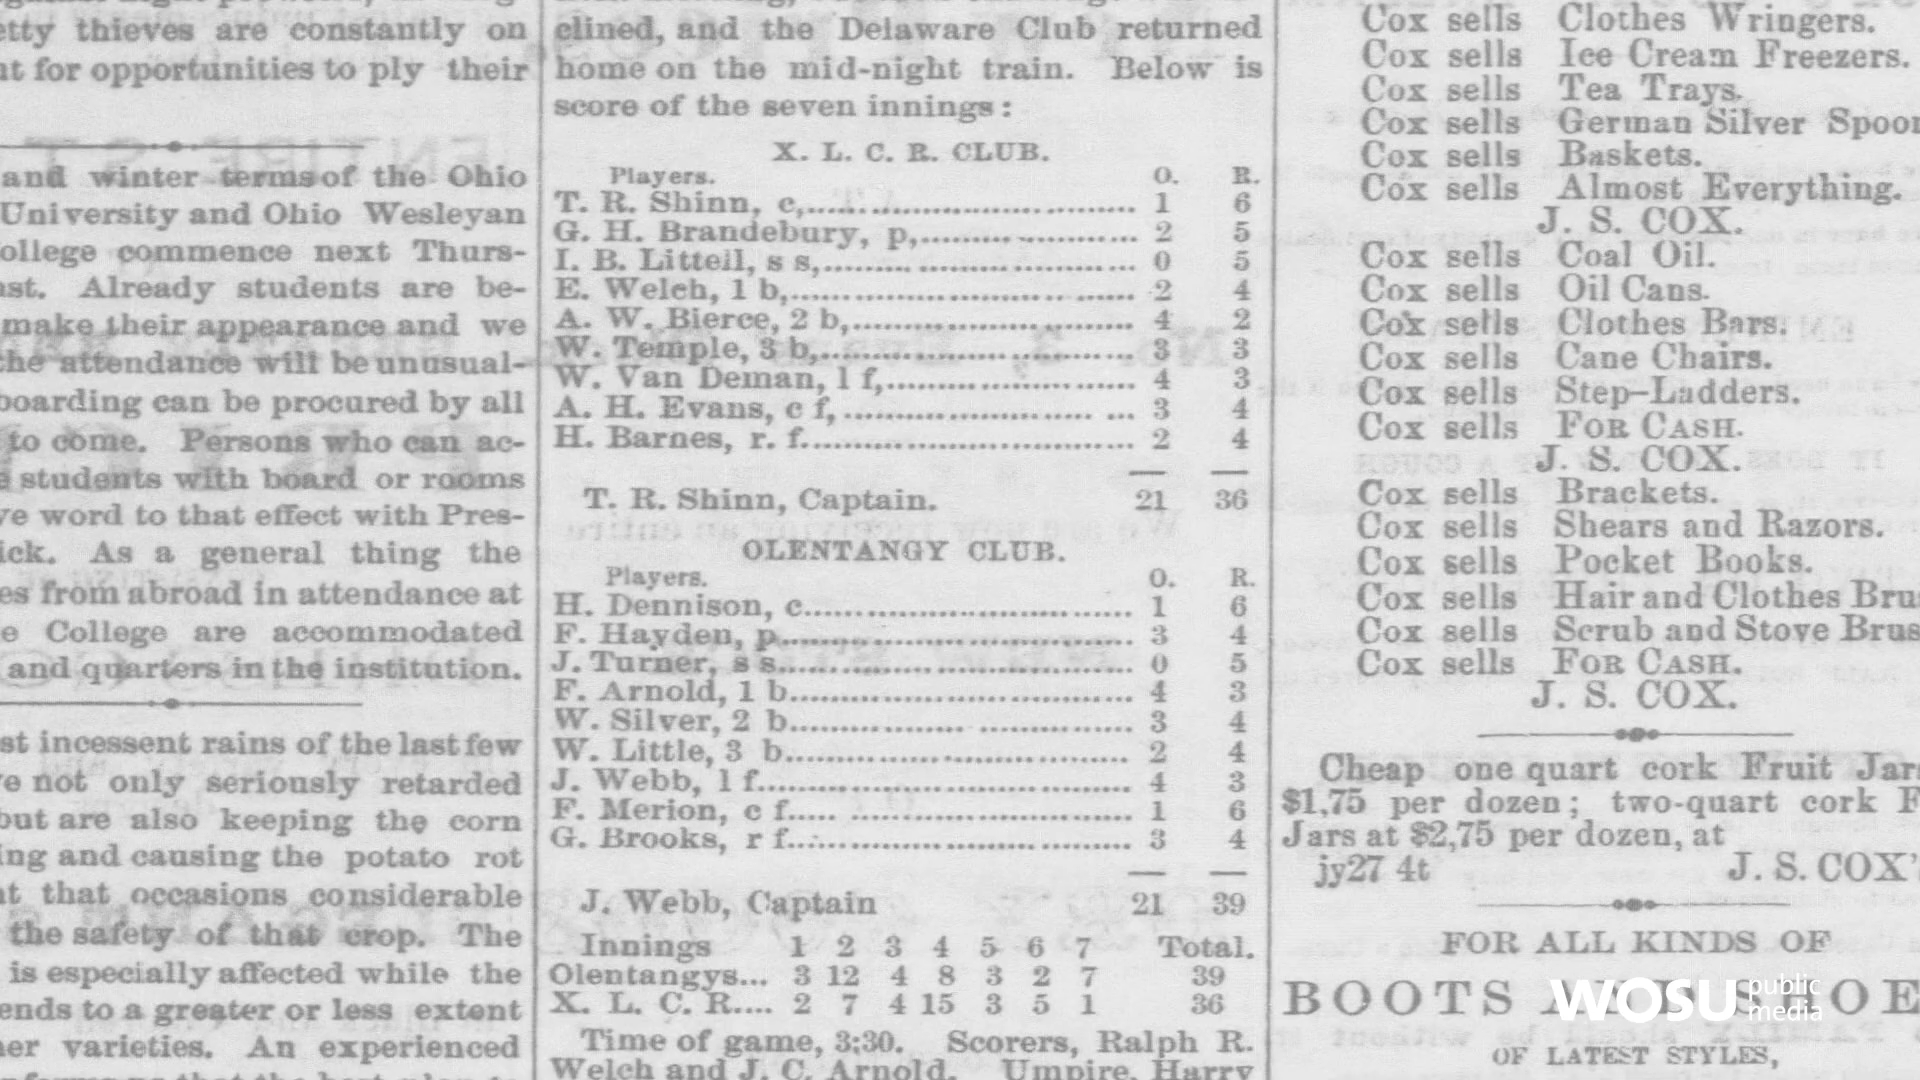 etty thieves are constantly on
for opportunities to ply their
and winter terms of the Ohio
University and Ohio Wesleyan
ollege commence next Thurs-
Already students are be-
make their appearance and we
the attendance will be unusual-
boarding can be procured by all
to come. Persons who can ac-
students with board or rooms
word to that effect with Pres-
ick. As a general thing the
from abroad in attendance at
College are accommodated
and quarters in the institution.
incessent rains of the last few
not only seriously retarded
but are also keeping the corn
ing and causing the potato rot
that occasions considerable
the safety of that crop. The
is especially affected while the
ends to a greater or less extent
varieties. An experienced
clined, and the Delaware Club returned
home on the mid-night train. Below is
score of the seven innings:
X. L. C. R. CLUB.
Players. O. R.
T. R. Shinn, c,.......... 1 6
G. H. Brandebury, p,.......... 2 5
I. B. Littell, s s,.......... 0 5
E. Welch, 1 b,.......... 2 4
A. W. Bierce, 2 b,.......... 4 2
W. Temple, 3 b,.......... 3 3
W. Van Deman, l f,.......... 4 3
A. H. Evans, c f,.......... 3 4
H. Barnes, r. f.......... 2 4
T. R. Shinn, Captain. 21 36
OLENTANGY CLUB.
Players. O. R.
H. Dennison, c.......... 1 6
F. Hayden, p.......... 3 4
J. Turner, s s.......... 0 5
F. Arnold, 1 b.......... 4 3
W. Silver, 2 b.......... 3 4
W. Little, 3 b.......... 2 4
J. Webb, l f.......... 4 3
F. Merion, c f.......... 1 6
G. Brooks, r f.......... 3 4
J. Webb, Captain 21 39
Innings 1 2 3 4 5 6 7 Total.
Olentangys... 3 12 4 8 3 2 7 39
X. L. C. R.... 2 7 4 15 3 5 1 36
Time of game, 3:30. Scorers, Ralph R.
Welch and J. C. Arnold. Umpire, Harry
Cox sells Clothes Wringers.
Cox sells Ice Cream Freezers.
Cox sells Tea Trays.
Cox sells German Silver Spoon
Cox sells Baskets.
Cox sells Almost Everything.
J. S. COX.
Cox sells Coal Oil.
Cox sells Oil Cans.
Cox sells Clothes Bars.
Cox sells Cane Chairs.
Cox sells Step-Ladders.
Cox sells FOR CASH.
J. S. COX.
Cox sells Brackets.
Cox sells Shears and Razors.
Cox sells Pocket Books.
Cox sells Hair and Clothes Brus
Cox sells Scrub and Stove Brus
Cox sells FOR CASH.
J. S. COX.
Cheap one quart cork Fruit Jars
$1,75 per dozen; two-quart cork F
Jars at $2,75 per dozen, at
jy27 4t J. S. COX'
FOR ALL KINDS OF
BOOTS
OF LATEST STYLES,
WOSU public media